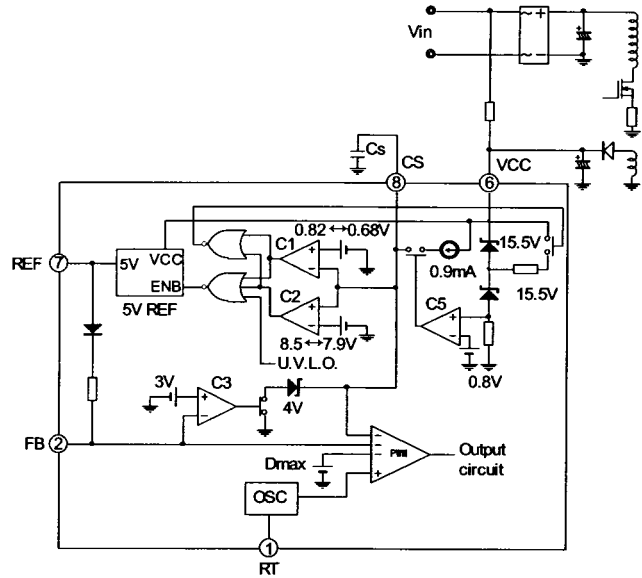 Vin
Cs
CS
VCC
8
6
C1
0.82 ↔ 0.68V
15.5V
0.9mA
15.5V
REF
7
5V
VCC
ENB
5V REF
C2
8.5 ↔ 7.9V
C5
0.8V
U.V.L.O.
3V
C3
4V
FB
2
Dmax
PWM
Output
circuit
OSC
1
RT